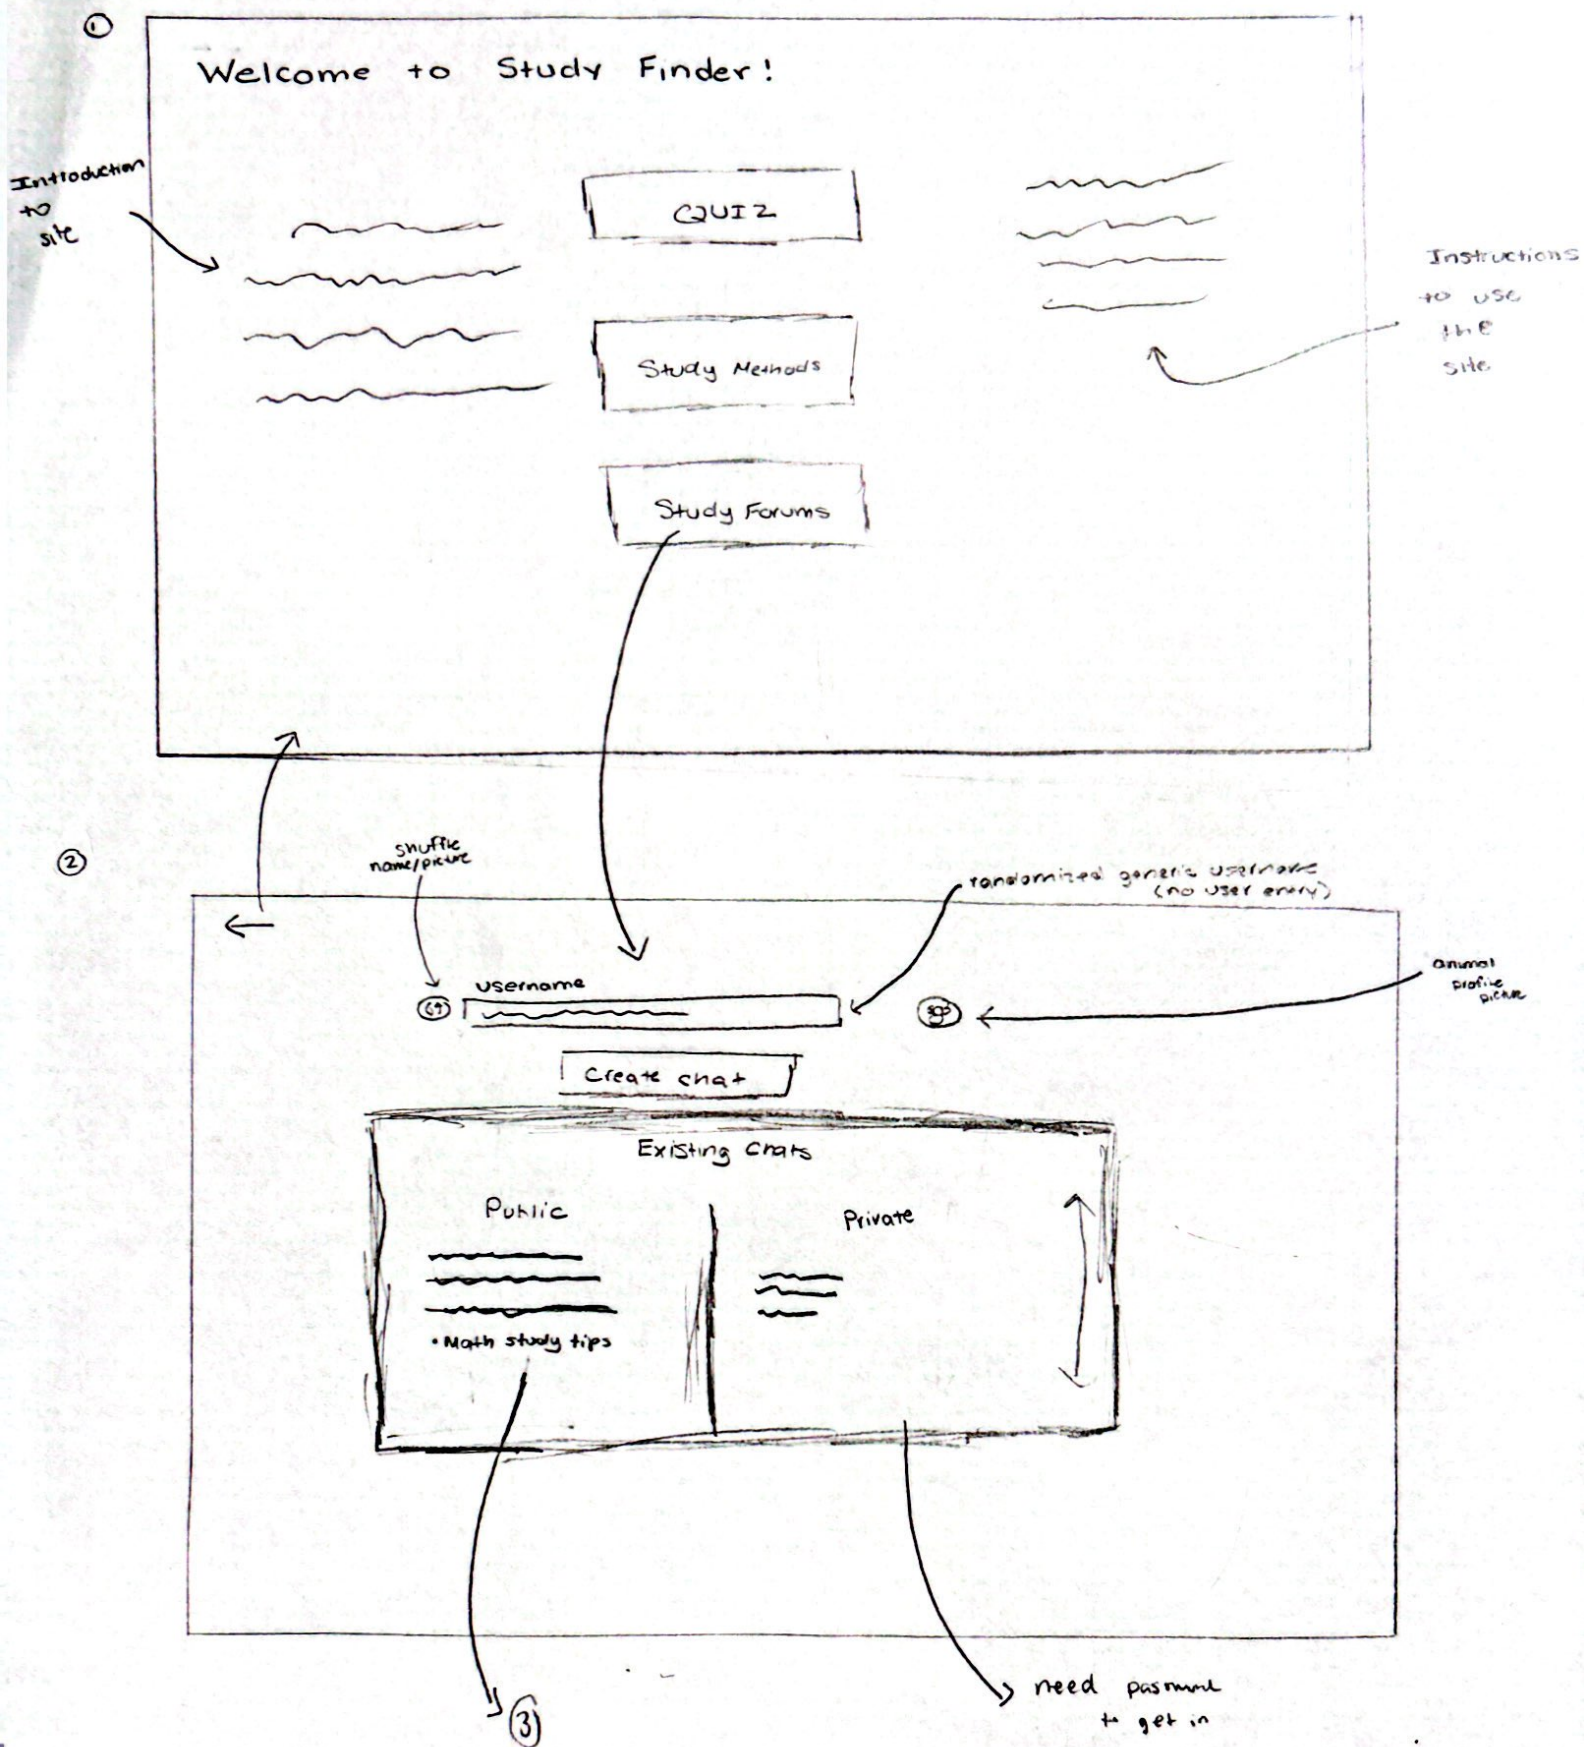 ①
Welcome to Study Finder!
Introduction
to
site
QUIZ
Study Methods
Study Forums
Instructions
to use
the
site
②
shuffle
name/picture
randomized generic username
(no user entry)
username
animal
profile
picture
Create chat
Existing Chats
Public
Private
• Math study tips
③
need
to get in